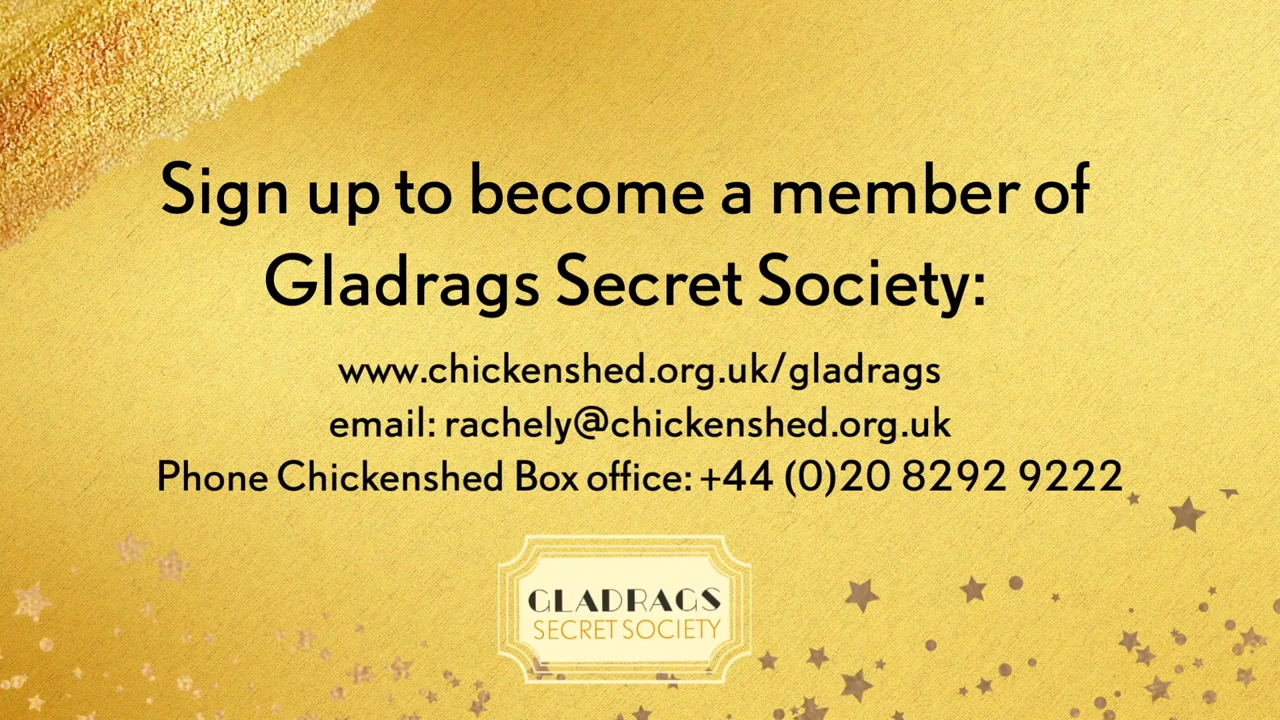 Sign up to become a member of
Gladrags Secret Society:
www.chickenshed.org.uk/gladrags
email: rachely@chickenshed.org.uk
Phone Chickenshed Box office: +44 (0)20 8292 9222
GLADRAGS
SECRET SOCIETY